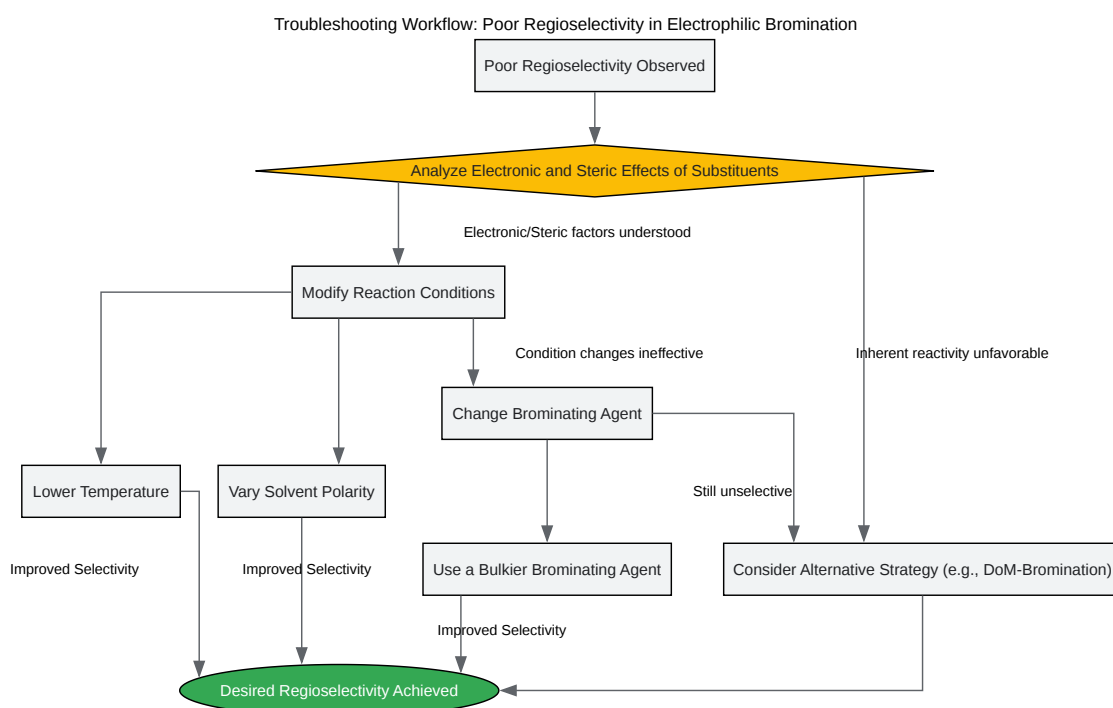 Troubleshooting Workflow: Poor Regioselectivity in Electrophilic Bromination
Poor Regioselectivity Observed
Analyze Electronic and Steric Effects of Substituents
Electronic/Steric factors understood
Modify Reaction Conditions
Condition changes ineffective
Inherent reactivity unfavorable
Change Brominating Agent
Lower Temperature
Vary Solvent Polarity
Still unselective
Improved Selectivity
Improved Selectivity
Use a Bulkier Brominating Agent
Consider Alternative Strategy (e.g., DoM-Bromination)
Improved Selectivity
Desired Regioselectivity Achieved